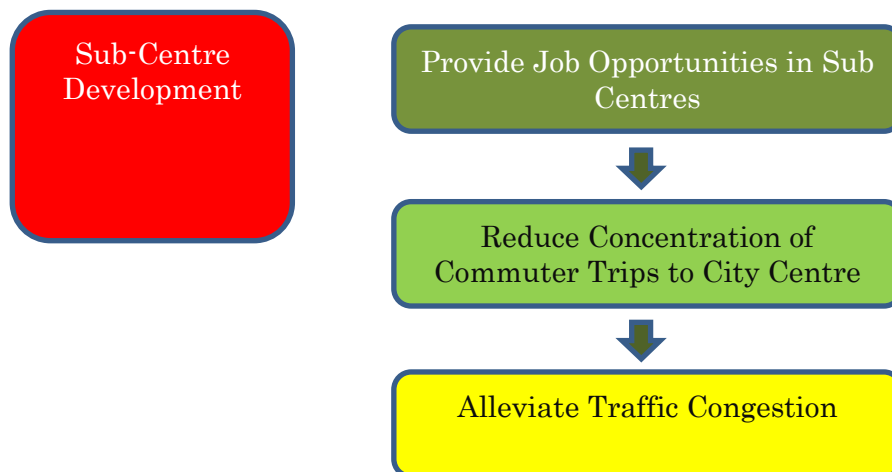 Sub-Centre
Development
Provide Job Opportunities in Sub
Centres
Reduce Concentration of
Commuter Trips to City Centre
Alleviate Traffic Congestion